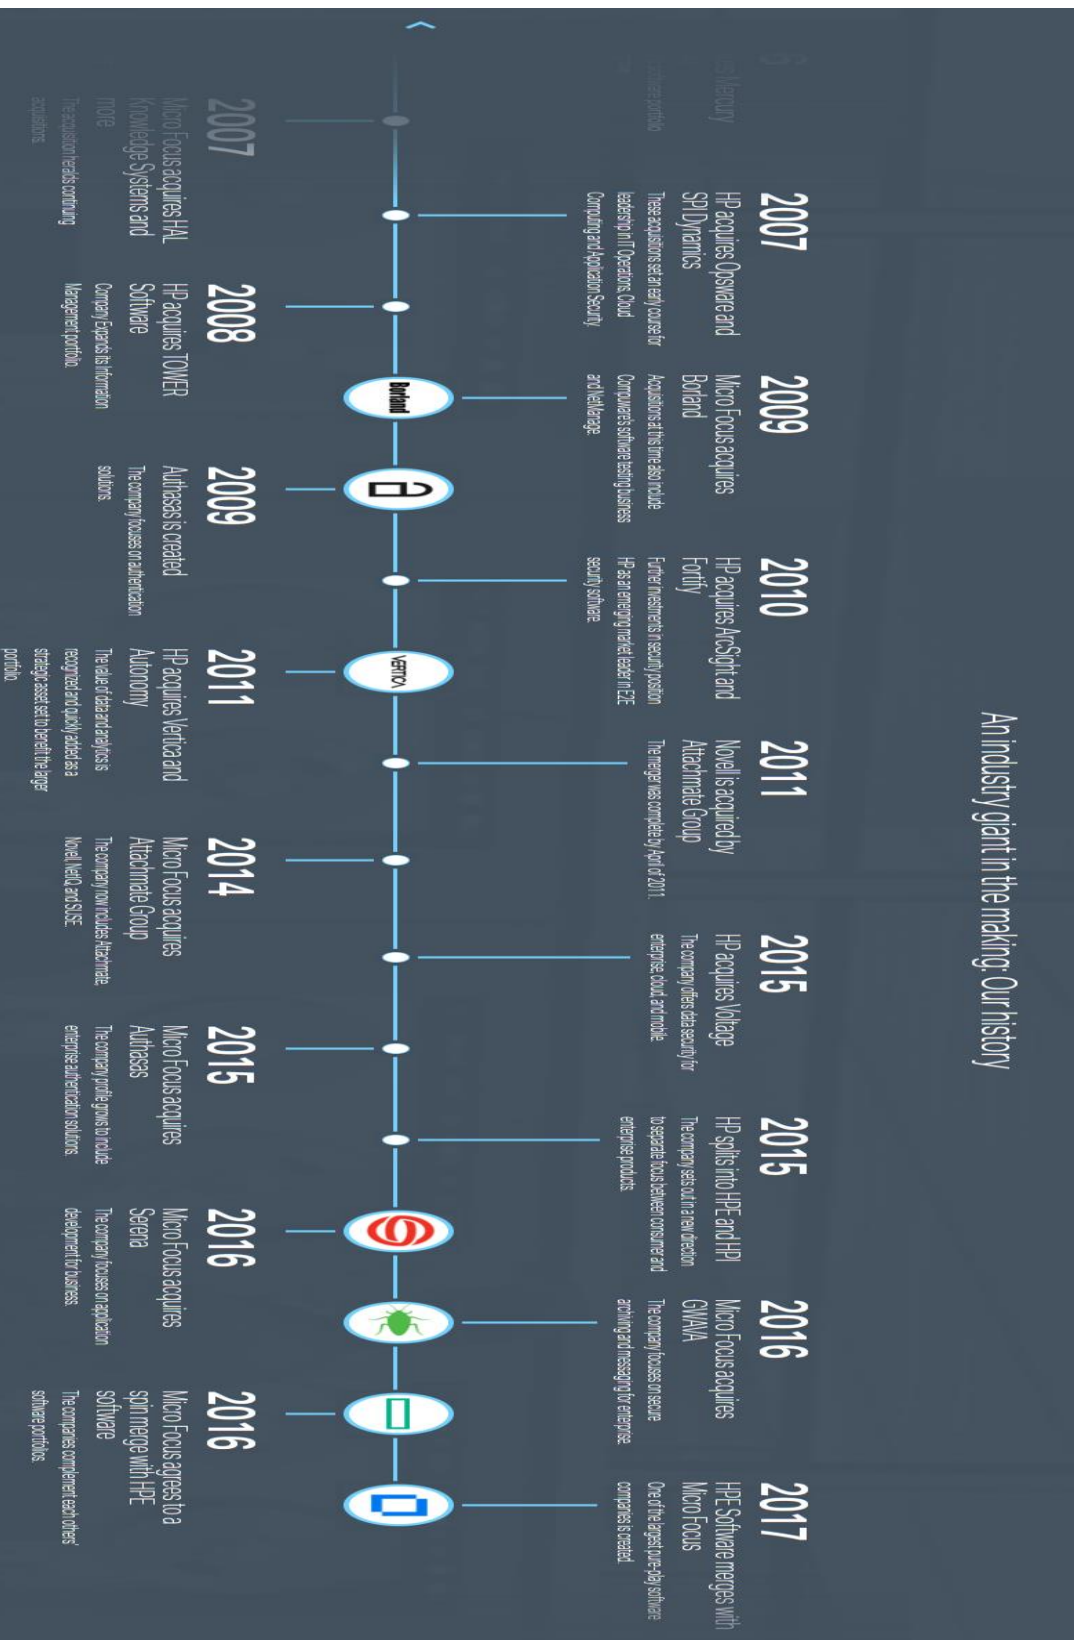 An industry giant in the making: Our history
es Mercury
portfolio.
2007
HP acquires Opsware and
SPI Dynamics
These acquisitions set an early course for
leadership in IT Operations, Cloud
Computing and Application Security.
2009
Micro Focus acquires
Borland
Acquisitions at this time also include
Compuware's software testing business
and NetManage.
2010
HP acquires ArcSight and
Fortify
Further investments in security position
HP as an emerging market leader in E2E
security software.
2011
Novell is acquired by
Attachmate Group
The merger was complete by April of 2011.
2015
HP acquires Voltage
The company offers data security for
enterprise, cloud, and mobile.
2015
HP splits into HPE and HPI
The company sets out in a new direction
to separate focus between consumer and
enterprise products.
2016
Micro Focus acquires
GWAVA
The company focuses on secure
archiving and messaging for enterprise.
2017
HPE Software merges with
Micro Focus
One of the largest pure-play software
companies is created.
Borland
VERTICA
2007
Micro Focus acquires HAL
Knowledge Systems and
more
The acquisition heralds continuing
acquisitions.
2008
HP acquires TOWER
Software
Company Expands its Information
Management portfolio.
2009
Authasas is created
The company focuses on authentication
solutions.
2011
HP acquires Vertica and
Autonomy
The value of data and analytics is
recognized and quickly added as a
strategic asset set to benefit the larger
portfolio.
2014
Micro Focus acquires
Attachmate Group
The company now includes Attachmate,
Novell, NetIQ, and SUSE.
2015
Micro Focus acquires
Authasas
The company profile grows to include
enterprise authentication solutions.
2016
Micro Focus acquires
Serena
The company focuses on application
development for business.
2016
Micro Focus agrees to a
spin merge with HPE
software
The companies complement each others'
software portfolios.